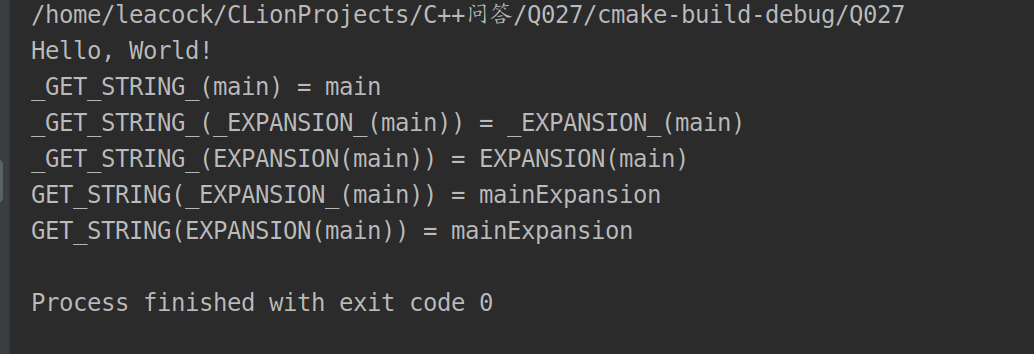 /home/leacock/CLionProjects/C++问答/Q027/cmake-build-debug/Q027
Hello, World!
_GET_STRING_(main) = main
_GET_STRING_(_EXPANSION_(main)) = _EXPANSION_(main)
_GET_STRING_(EXPANSION(main)) = EXPANSION(main)
GET_STRING(_EXPANSION_(main)) = mainExpansion
GET_STRING(EXPANSION(main)) = mainExpansion
Process finished with exit code 0